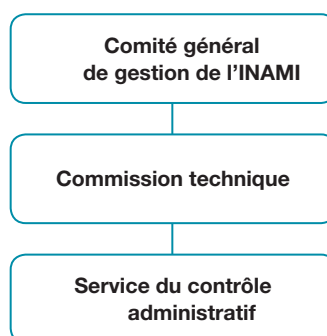 Comité général
de gestion de l'INAMI
Commission technique
Service du contrôle
administratif